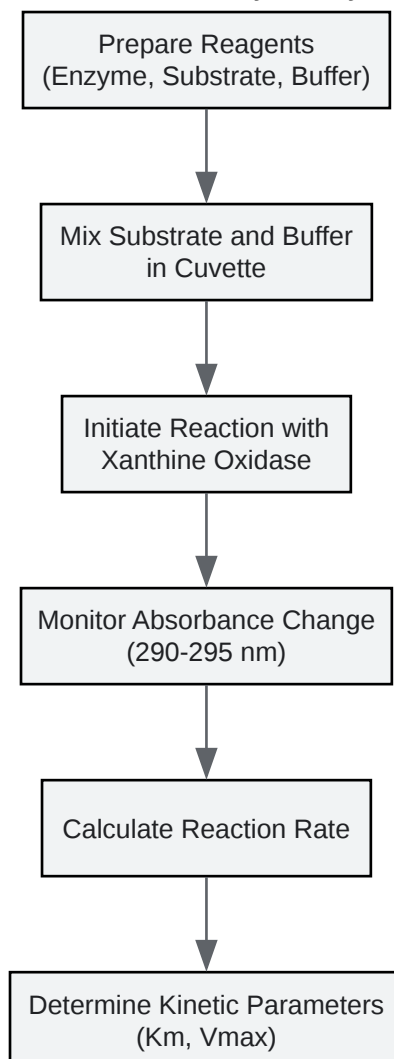 Prepare Reagents
(Enzyme, Substrate, Buffer)
Mix Substrate and Buffer
in Cuvette
Initiate Reaction with
Xanthine Oxidase
Monitor Absorbance Change
(290-295 nm)
Calculate Reaction Rate
Determine Kinetic Parameters
(Km, Vmax)